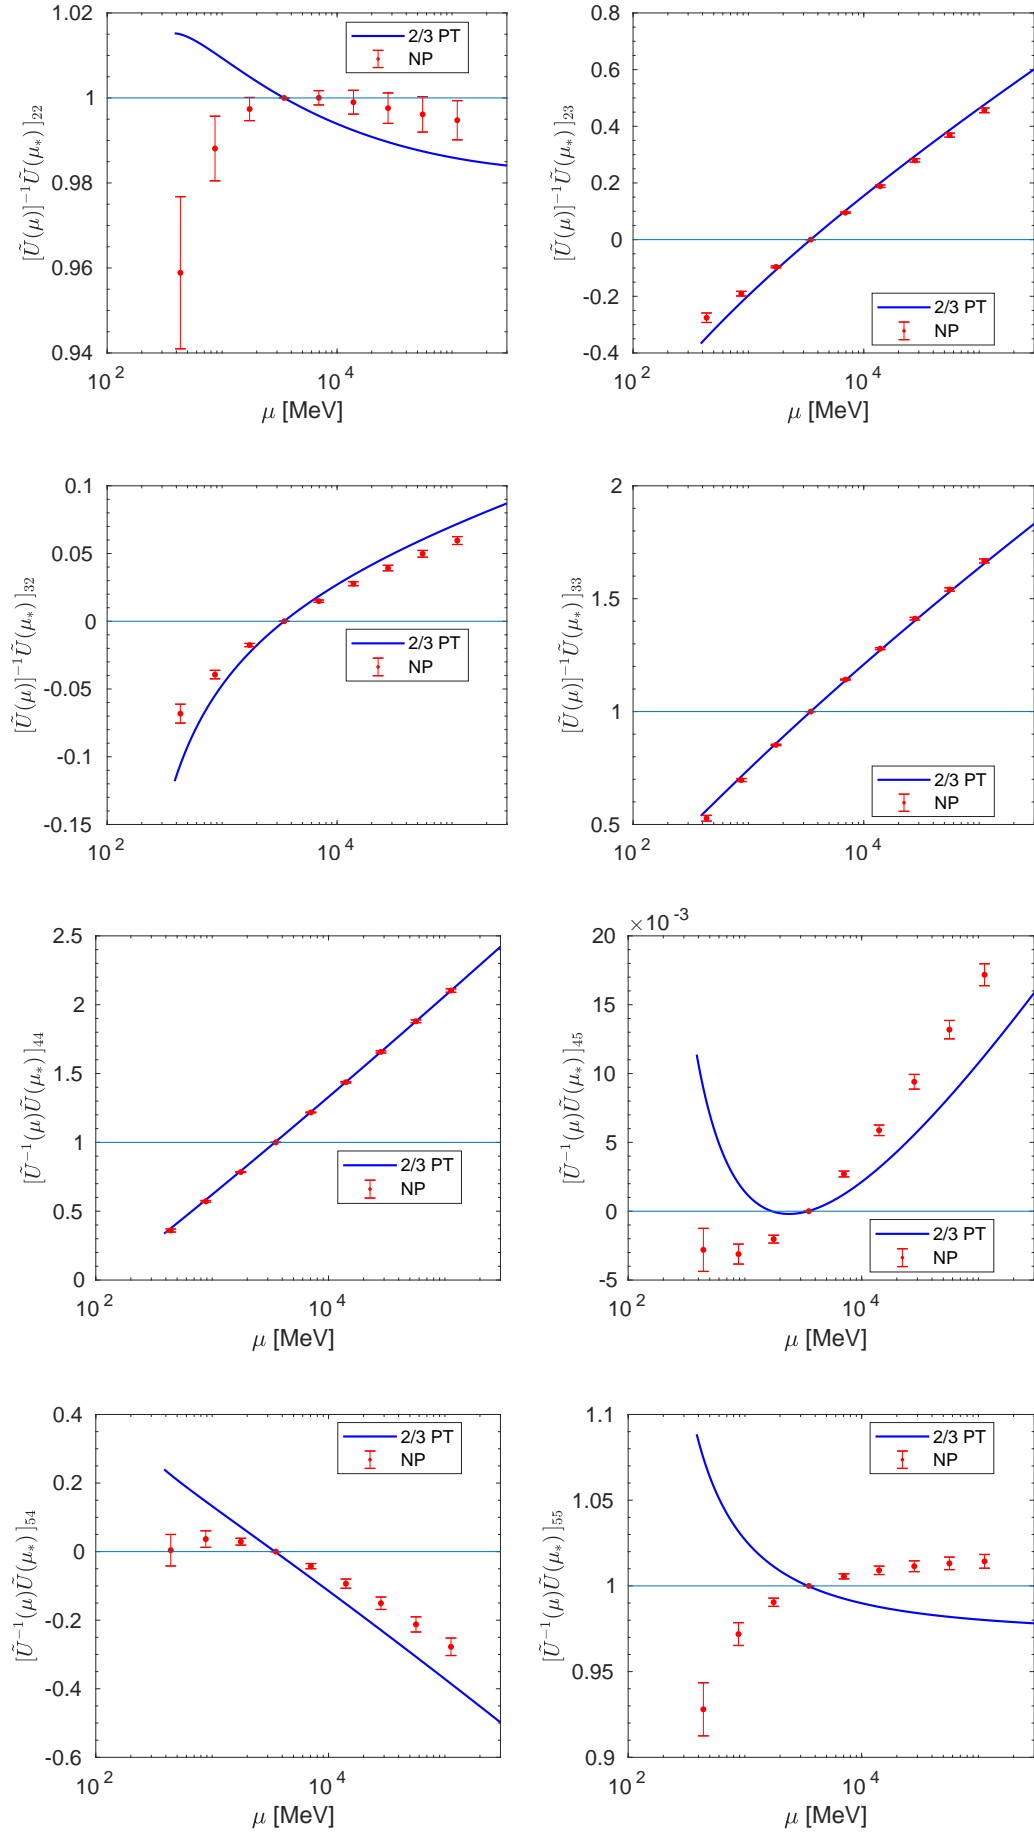 1.02
1
0.98
0.96
0.94
10^2
10^4
μ [MeV]
[Ũ(μ)]^{-1}Ũ(μ_*)]_{22}
2/3 PT
NP
0.8
0.6
0.4
0.2
0
-0.2
-0.4
10^2
10^4
μ [MeV]
[Ũ(μ)]^{-1}Ũ(μ_*)]_{23}
2/3 PT
NP
0.1
0.05
0
-0.05
-0.1
-0.15
10^2
10^4
[Ũ(μ)]^{-1}Ũ(μ_*)]_{32}
2/3 PT
NP
2
1.5
1
0.5
10^2
10^4
[Ũ(μ)]^{-1}Ũ(μ_*)]_{33}
2/3 PT
NP
2.5
2
1.5
1
0.5
0
10^2
10^4
μ [MeV]
[Ũ^{-1}(μ)Ũ(μ_*)]_{44}
2/3 PT
NP
×10^{-3}
20
15
10
5
0
-5
10^2
10^4
μ [MeV]
[Ũ^{-1}(μ)Ũ(μ_*)]_{45}
2/3 PT
NP
0.4
0.2
0
-0.2
-0.4
-0.6
10^2
10^4
μ [MeV]
[Ũ^{-1}(μ)Ũ(μ_*)]_{54}
2/3 PT
NP
1.1
1.05
1
0.95
0.9
10^2
10^4
μ [MeV]
[Ũ^{-1}(μ)Ũ(μ_*)]_{55}
2/3 PT
NP